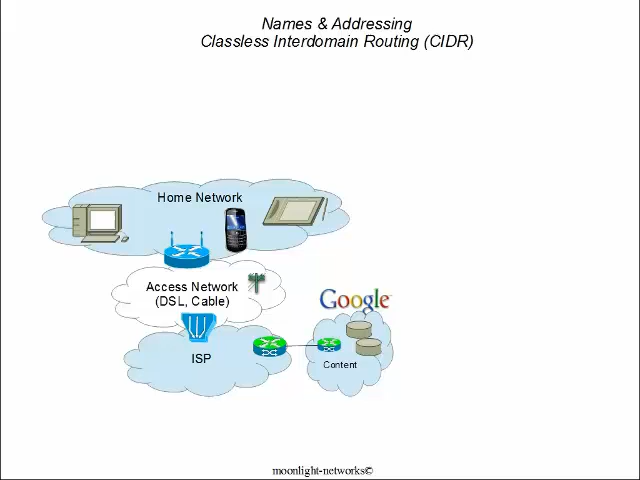 Names & Addressing
Classless Interdomain Routing (CIDR)
Home Network
Access Network
(DSL, Cable)
Google
ISP
Content
moonlight-networks©